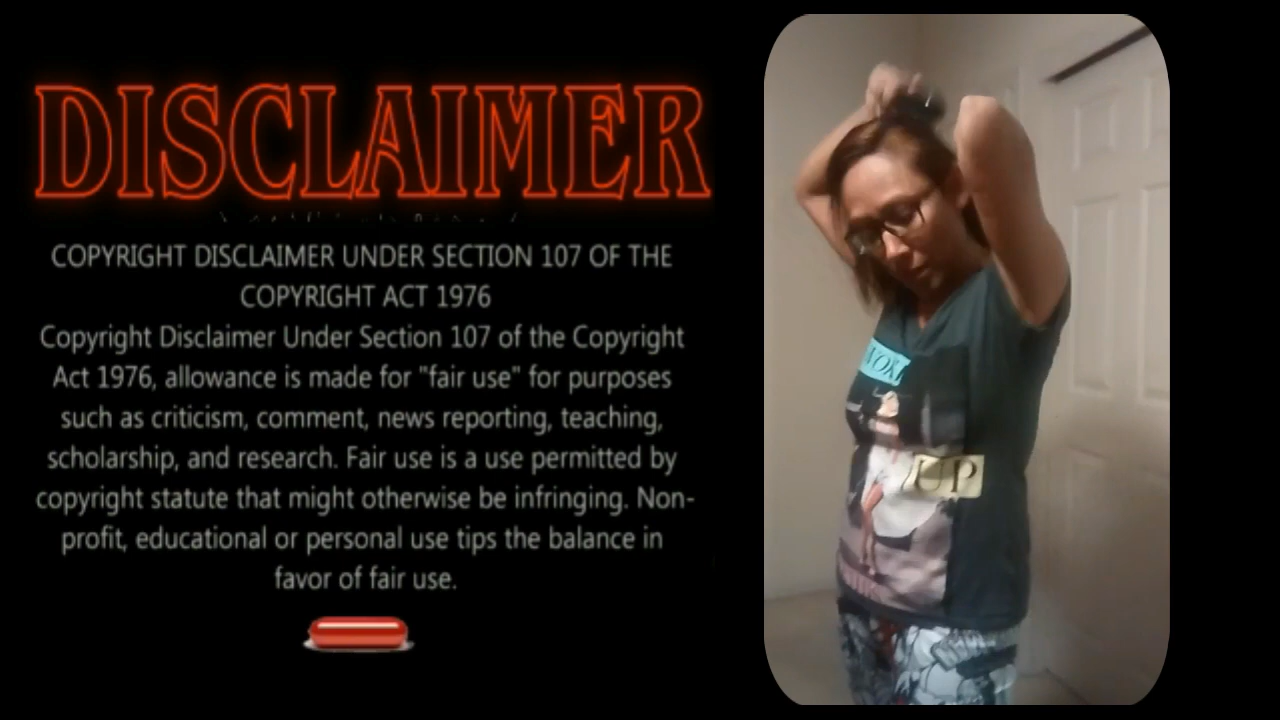 DISCLAIMER
COPYRIGHT DISCLAIMER UNDER SECTION 107 OF THE
COPYRIGHT ACT 1976
Copyright Disclaimer Under Section 107 of the Copyright
Act 1976, allowance is made for "fair use" for purposes
such as criticism, comment, news reporting, teaching,
scholarship, and research. Fair use is a use permitted by
copyright statute that might otherwise be infringing. Non-
profit, educational or personal use tips the balance in
favor of fair use.
UP